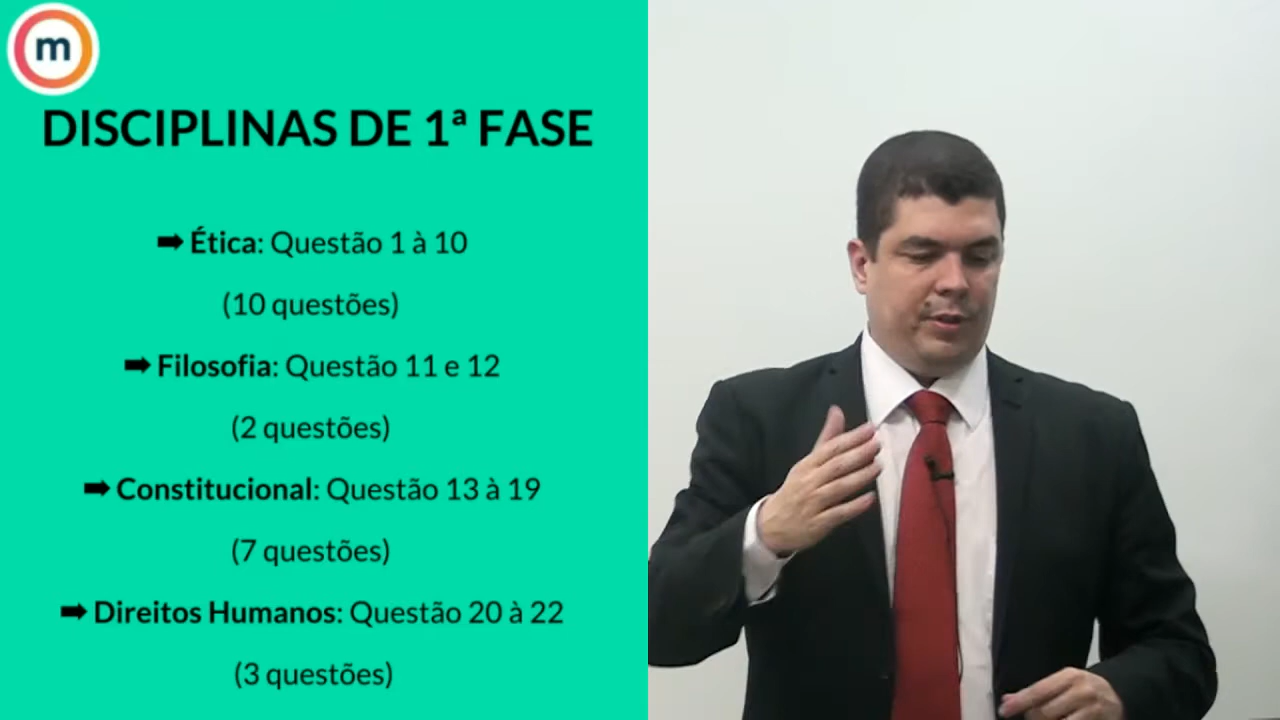 m
DISCIPLINAS DE 1ª FASE
➡ Ética: Questão 1 à 10
(10 questões)
➡ Filosofia: Questão 11 e 12
(2 questões)
➡ Constitucional: Questão 13 à 19
(7 questões)
➡ Direitos Humanos: Questão 20 à 22
(3 questões)